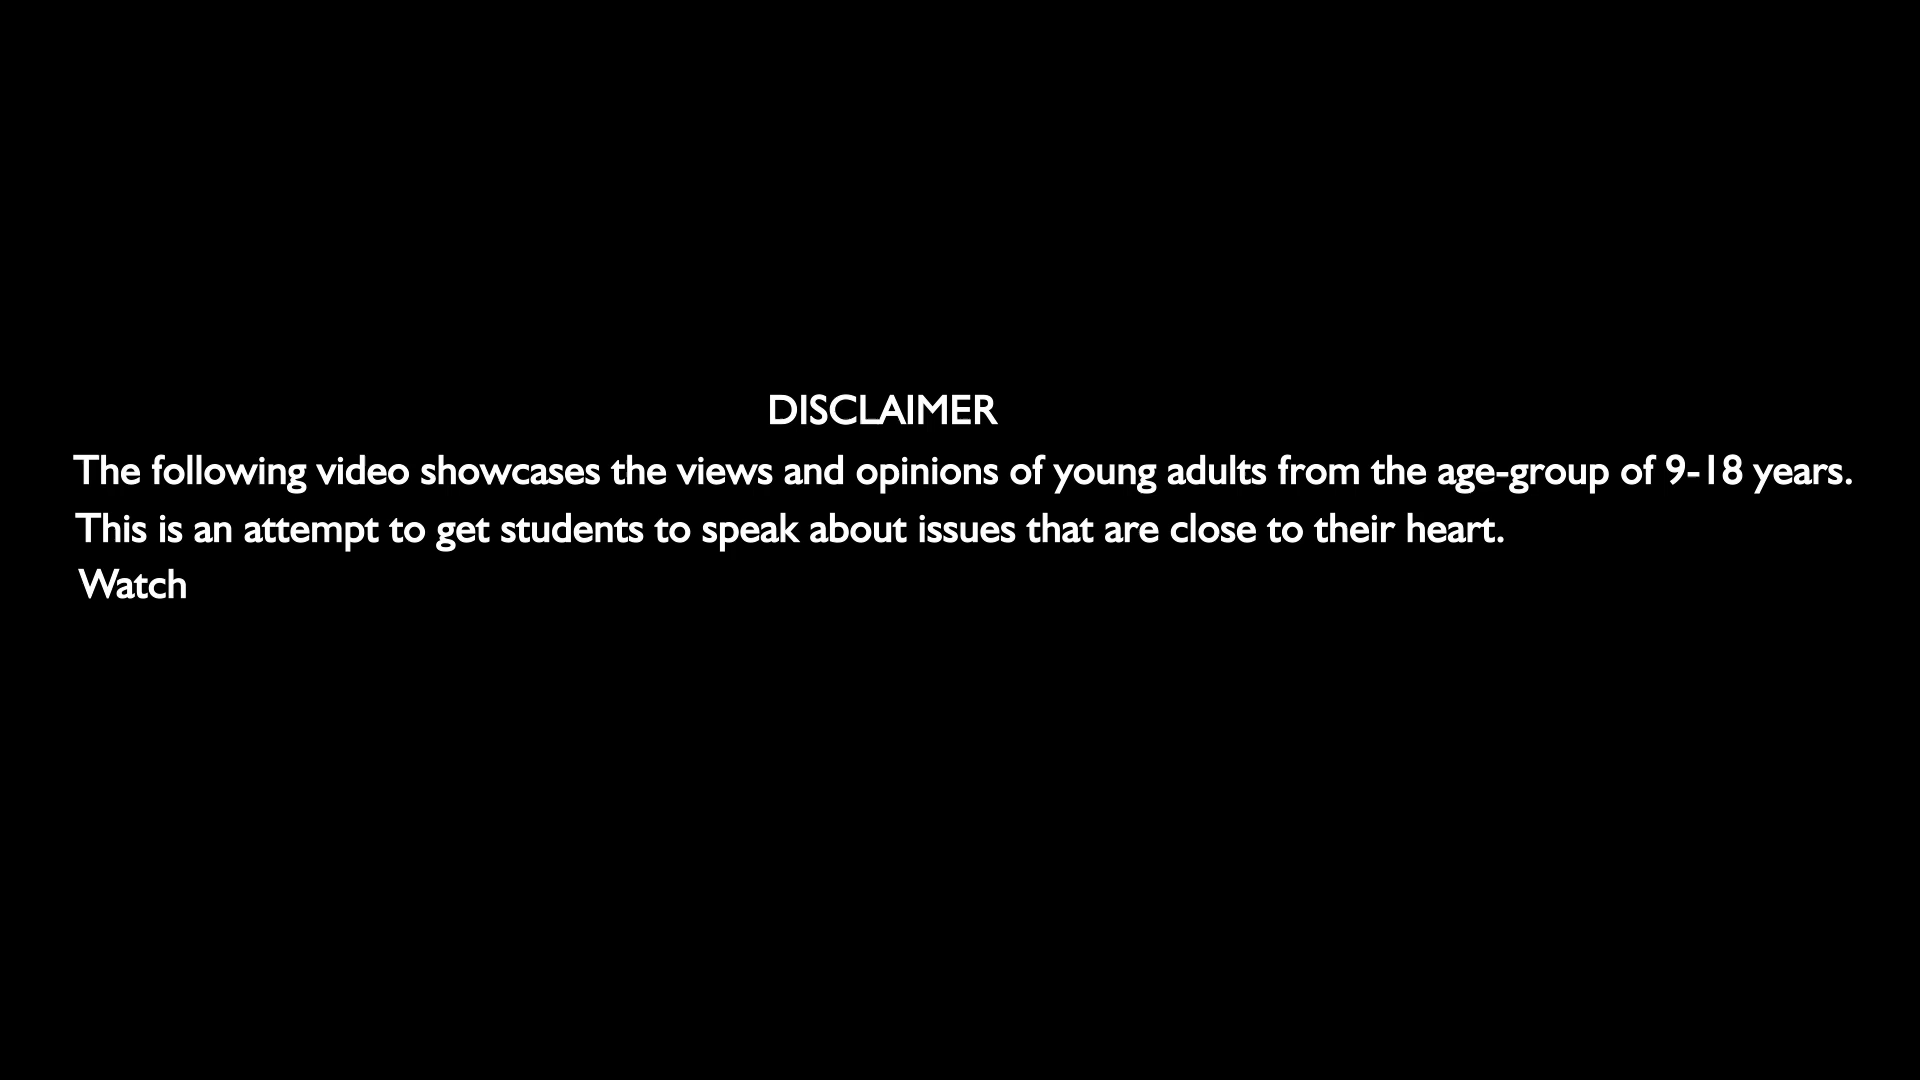 DISCLAIMER
The following video showcases the views and opinions of young adults from the age-group of 9-18 years.
This is an attempt to get students to speak about issues that are close to their heart.
Watch